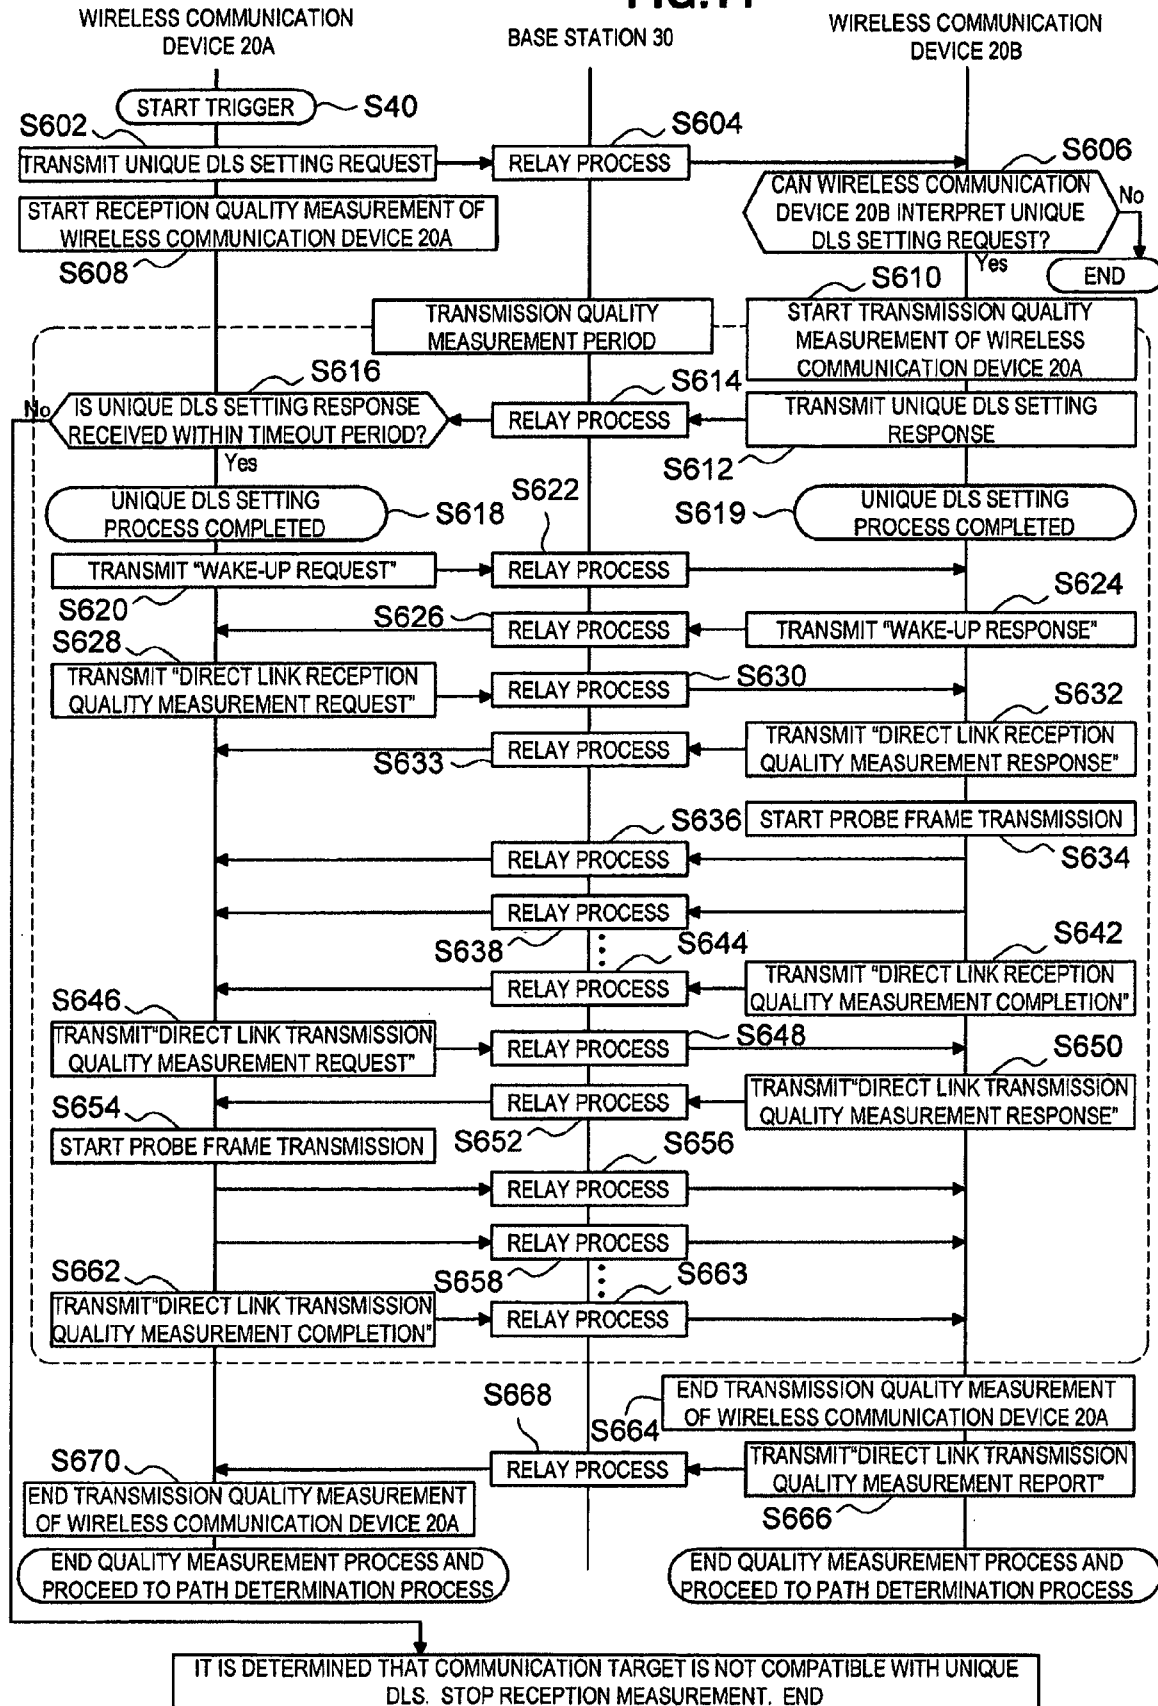 FIG.11
WIRELESS COMMUNICATION
DEVICE 20A
BASE STATION 30
WIRELESS COMMUNICATION
DEVICE 20B
START TRIGGER
S40
S602
S604
TRANSMIT UNIQUE DLS SETTING REQUEST
RELAY PROCESS
S606
CAN WIRELESS COMMUNICATION
DEVICE 20B INTERPRET UNIQUE
DLS SETTING REQUEST?
No
Yes
END
START RECEPTION QUALITY MEASUREMENT OF
WIRELESS COMMUNICATION DEVICE 20A
S608
S610
TRANSMISSION QUALITY
MEASUREMENT PERIOD
START TRANSMISSION QUALITY
MEASUREMENT OF WIRELESS
COMMUNICATION DEVICE 20A
S616
S614
No
IS UNIQUE DLS SETTING RESPONSE
RECEIVED WITHIN TIMEOUT PERIOD?
Yes
RELAY PROCESS
TRANSMIT UNIQUE DLS SETTING
RESPONSE
S612
UNIQUE DLS SETTING
PROCESS COMPLETED
S618
S622
S619
UNIQUE DLS SETTING
PROCESS COMPLETED
TRANSMIT "WAKE-UP REQUEST"
RELAY PROCESS
S620
S626
S624
RELAY PROCESS
TRANSMIT "WAKE-UP RESPONSE"
S628
TRANSMIT "DIRECT LINK RECEPTION
QUALITY MEASUREMENT REQUEST"
RELAY PROCESS
S630
S632
S633
RELAY PROCESS
TRANSMIT "DIRECT LINK RECEPTION
QUALITY MEASUREMENT RESPONSE"
S636
START PROBE FRAME TRANSMISSION
S634
RELAY PROCESS
RELAY PROCESS
S638
S644
S642
RELAY PROCESS
TRANSMIT "DIRECT LINK RECEPTION
QUALITY MEASUREMENT COMPLETION"
S646
TRANSMIT"DIRECT LINK TRANSMISSION
QUALITY MEASUREMENT REQUEST"
RELAY PROCESS
S648
S650
S654
RELAY PROCESS
S652
TRANSMIT"DIRECT LINK TRANSMISSION
QUALITY MEASUREMENT RESPONSE"
START PROBE FRAME TRANSMISSION
S656
RELAY PROCESS
RELAY PROCESS
S662
S658
S663
TRANSMIT"DIRECT LINK TRANSMISSION
QUALITY MEASUREMENT COMPLETION"
RELAY PROCESS
S668
S664
END TRANSMISSION QUALITY MEASUREMENT
OF WIRELESS COMMUNICATION DEVICE 20A
S670
RELAY PROCESS
TRANSMIT"DIRECT LINK TRANSMISSION
QUALITY MEASUREMENT REPORT"
S666
END TRANSMISSION QUALITY MEASUREMENT
OF WIRELESS COMMUNICATION DEVICE 20A
END QUALITY MEASUREMENT PROCESS AND
PROCEED TO PATH DETERMINATION PROCESS
END QUALITY MEASUREMENT PROCESS AND
PROCEED TO PATH DETERMINATION PROCESS
IT IS DETERMINED THAT COMMUNICATION TARGET IS NOT COMPATIBLE WITH UNIQUE
DLS. STOP RECEPTION MEASUREMENT. END